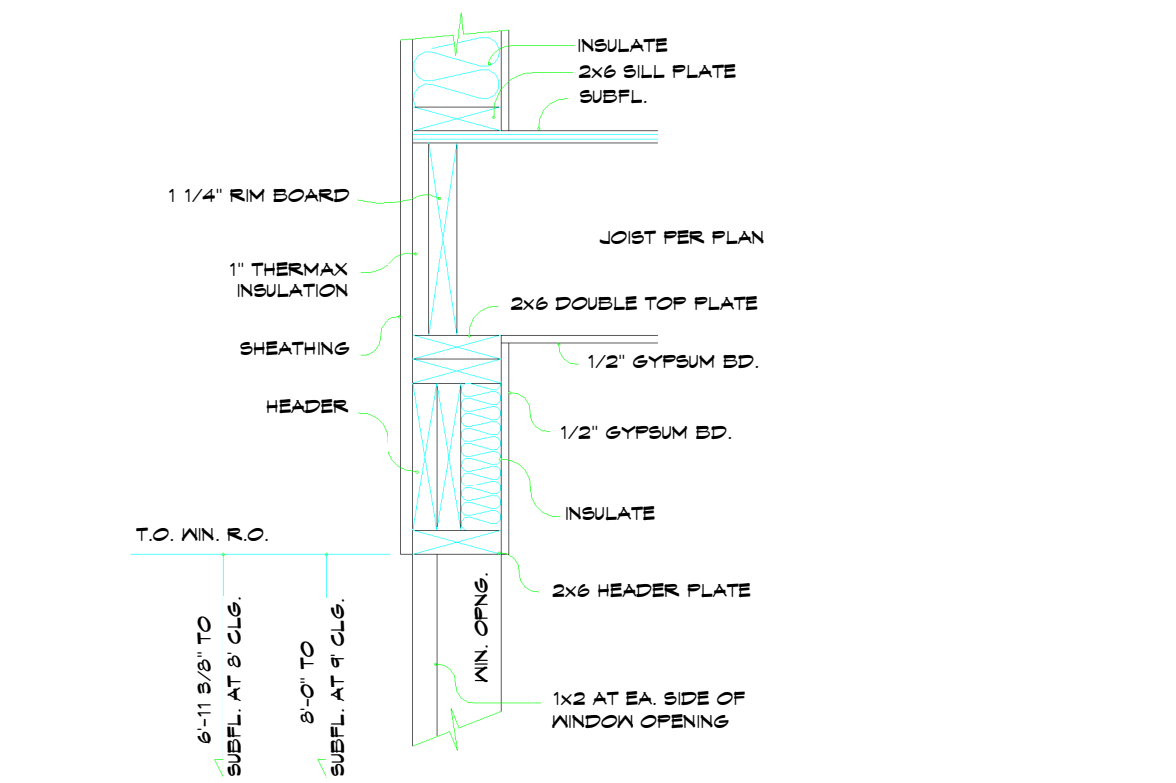 INSULATE
2x6 SILL PLATE
SUBFL.
1 1/4" RIM BOARD
JOIST PER PLAN
1" THERMAX
INSULATION
2x6 DOUBLE TOP PLATE
SHEATHING
1/2" GYPSUM BD.
HEADER
1/2" GYPSUM BD.
INSULATE
T.O. WIN. R.O.
2x6 HEADER PLATE
WIN. OPNG.
6'-11 3/8" TO
SUBFL. AT 8' CLG.
8'-0" TO
SUBFL. AT 9' CLG.
1x2 AT EA. SIDE OF
WINDOW OPENING